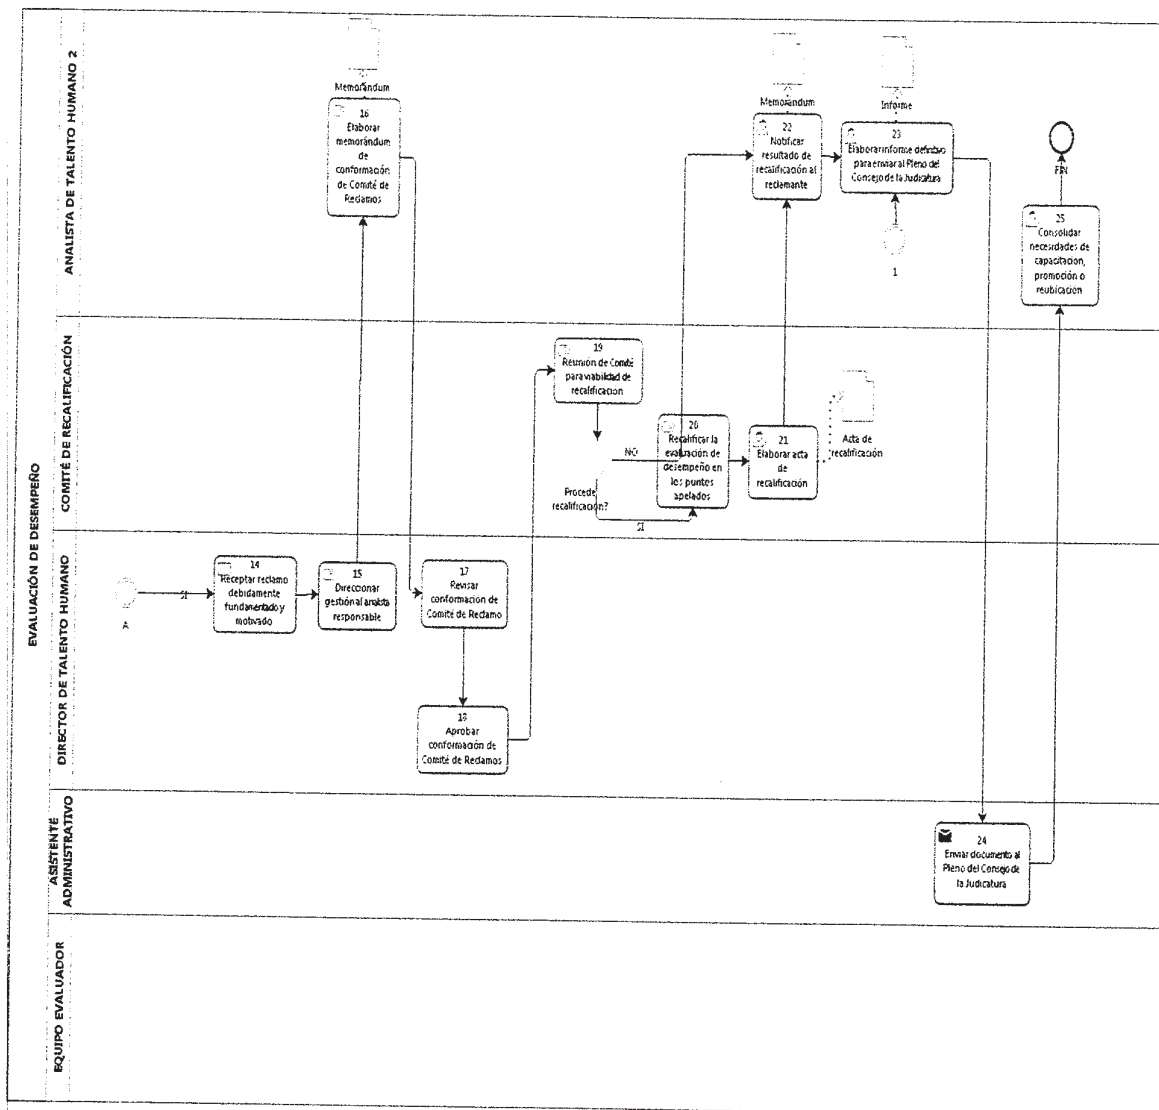 EVALUACIÓN DE DESEMPEÑO
ANALISTA DE TALENTO HUMANO 2
Memorándum
16
Elaborar
memorándum
de
conformación
de Comité de
Reclamos
Memorándum
22
Notificar
resultado de
recalificación al
reclamante
Informe
23
Elaborar informe definitivo
para enviar al Pleno del
Consejo de la Judicatura
1
FIN
25
Consolidar
necesidades de
capacitacion,
promoción o
reubicacion
COMITÉ DE RECALIFICACIÓN
19
Reunión de Comité
para viabilidad de
recalificacion
Procede
recalificación?
NO
SI
20
Recalificar la
evaluación de
desempeño en
los puntos
apelados
21
Elaborar acta
de
recalificación
Acta de
recalificación
DIRECTOR DE TALENTO HUMANO
A
SI
14
Receptar reclamo
debidamente
fundamentado y
motivado
15
Direccionar
gestión al analista
responsable
17
Revisar
conformacion de
Comité de Reclamo
18
Aprobar
conformación de
Comité de Reclamos
ASISTENTE
ADMINISTRATIVO
24
Enviar documento al
Pleno del Consejo de
la Judicatura
EQUIPO EVALUADOR